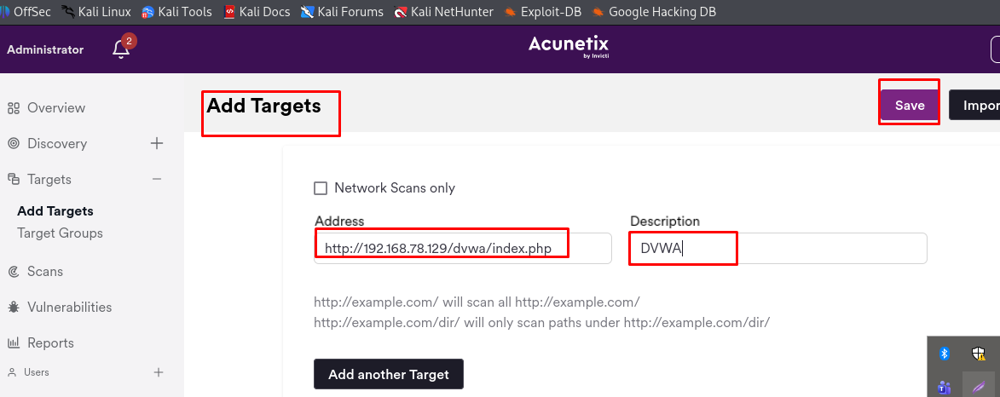 OffSec Kali Linux Kali Tools Kali Docs Kali Forums Kali NetHunter Exploit-DB Google Hacking DB
Administrator 2 Acunetix
by Invicti
Add Targets Save Impor
Overview
Discovery
Targets
Add Targets
Target Groups
Scans
Vulnerabilities
Reports
Users
Network Scans only
Address Description
http://192.168.78.129/dvwa/index.php DVWA
http://example.com/ will scan all http://example.com/
http://example.com/dir/ will only scan paths under http://example.com/dir/
Add another Target